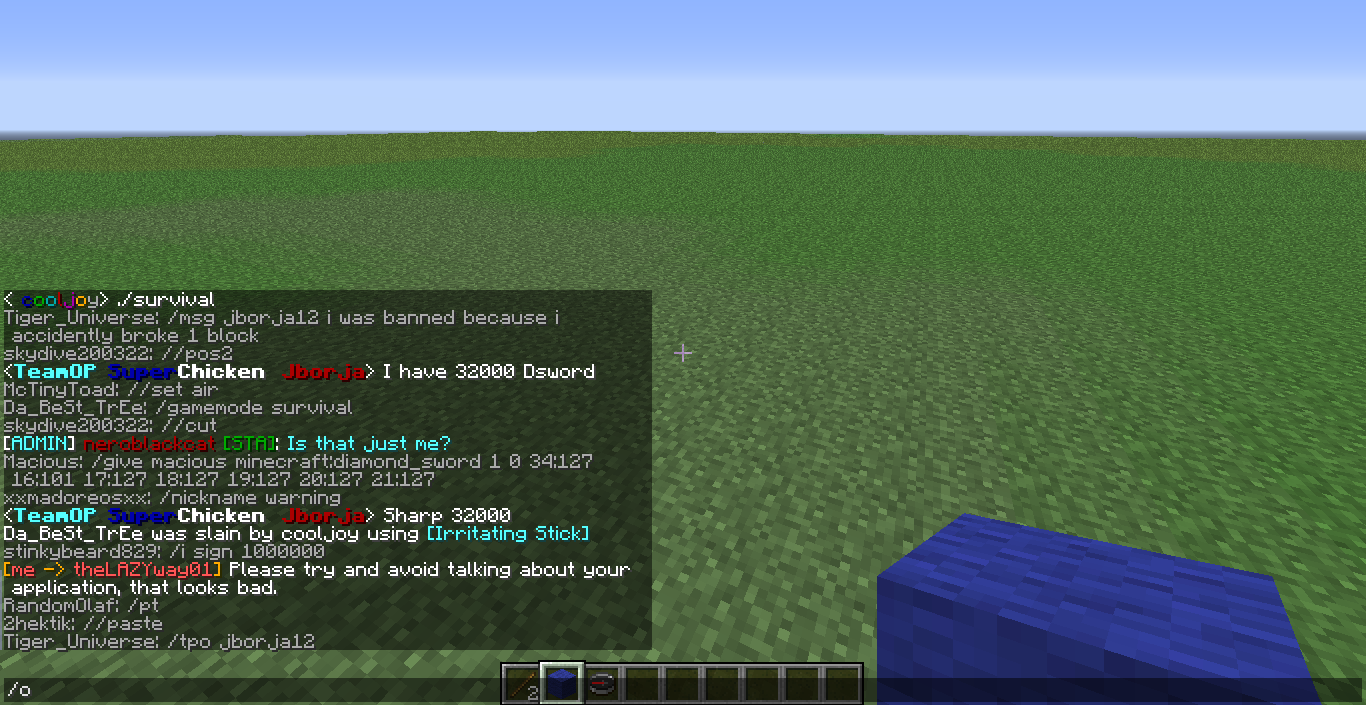 < cooljoy> ./survival
Tiger_Universe: /msg jborja12 i was banned because i
accidently broke 1 block
skydive200322: //pos2
<TeamOP SuperChicken Jborja> I have 32000 Dsword
McTinyToad: //set air
Da_BeSt_TrEe: /gamemode survival
skydive200322: //cut
[ADMIN] neroblackcat [STA]: Is that just me?
Macious: /give macious minecraft:diamond_sword 1 0 34:127
16:101 17:127 18:127 19:127 20:127 21:127
xxmadoreosxx: /nickname warning
<TeamOP SuperChicken Jborja> Sharp 32000
Da_BeSt_TrEe was slain by cooljoy using [Irritating Stick]
stinkybeard829: /i sign 1000000
[me -> theLAZYway01] Please try and avoid talking about your
application, that looks bad.
RandomOlaf: /pt
2hektik: //paste
Tiger_Universe: /tpo jborja12
/o
2